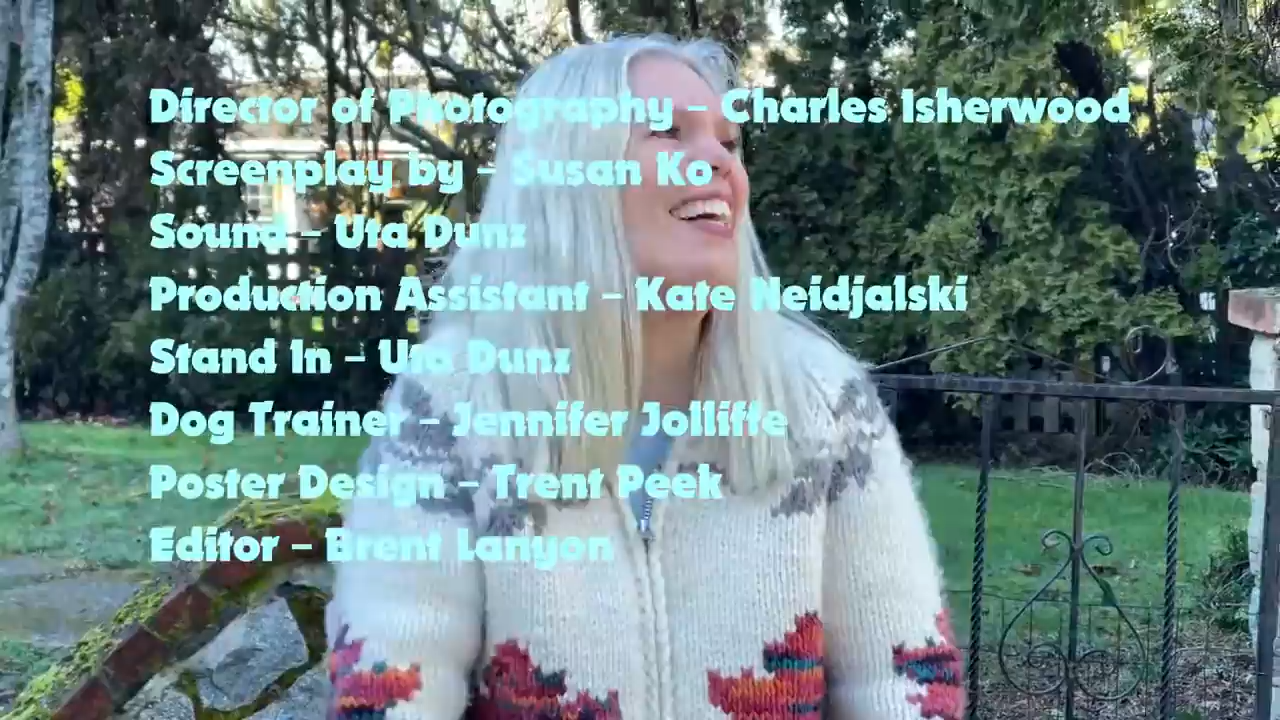 Director of Photography – Charles Isherwood
Screenplay by – Susan Ko
Sound – Uta Dunz
Production Assistant – Kate Neidjalski
Stand In – Uta Dunz
Dog Trainer – Jennifer Jolliffe
Poster Design – Trent Peek
Editor – Brent Lanyon